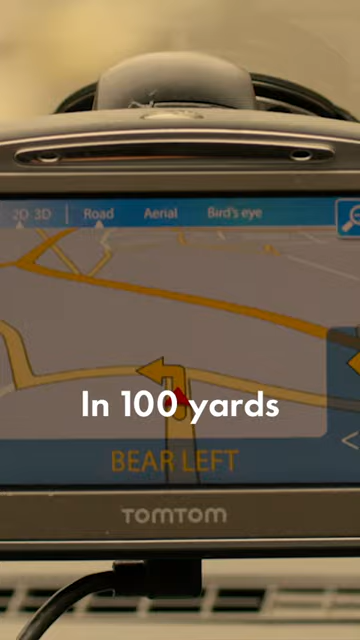 2D 3D | Road Aerial Bird's eye
In 100 yards
<
BEAR LEFT
TOMTOM